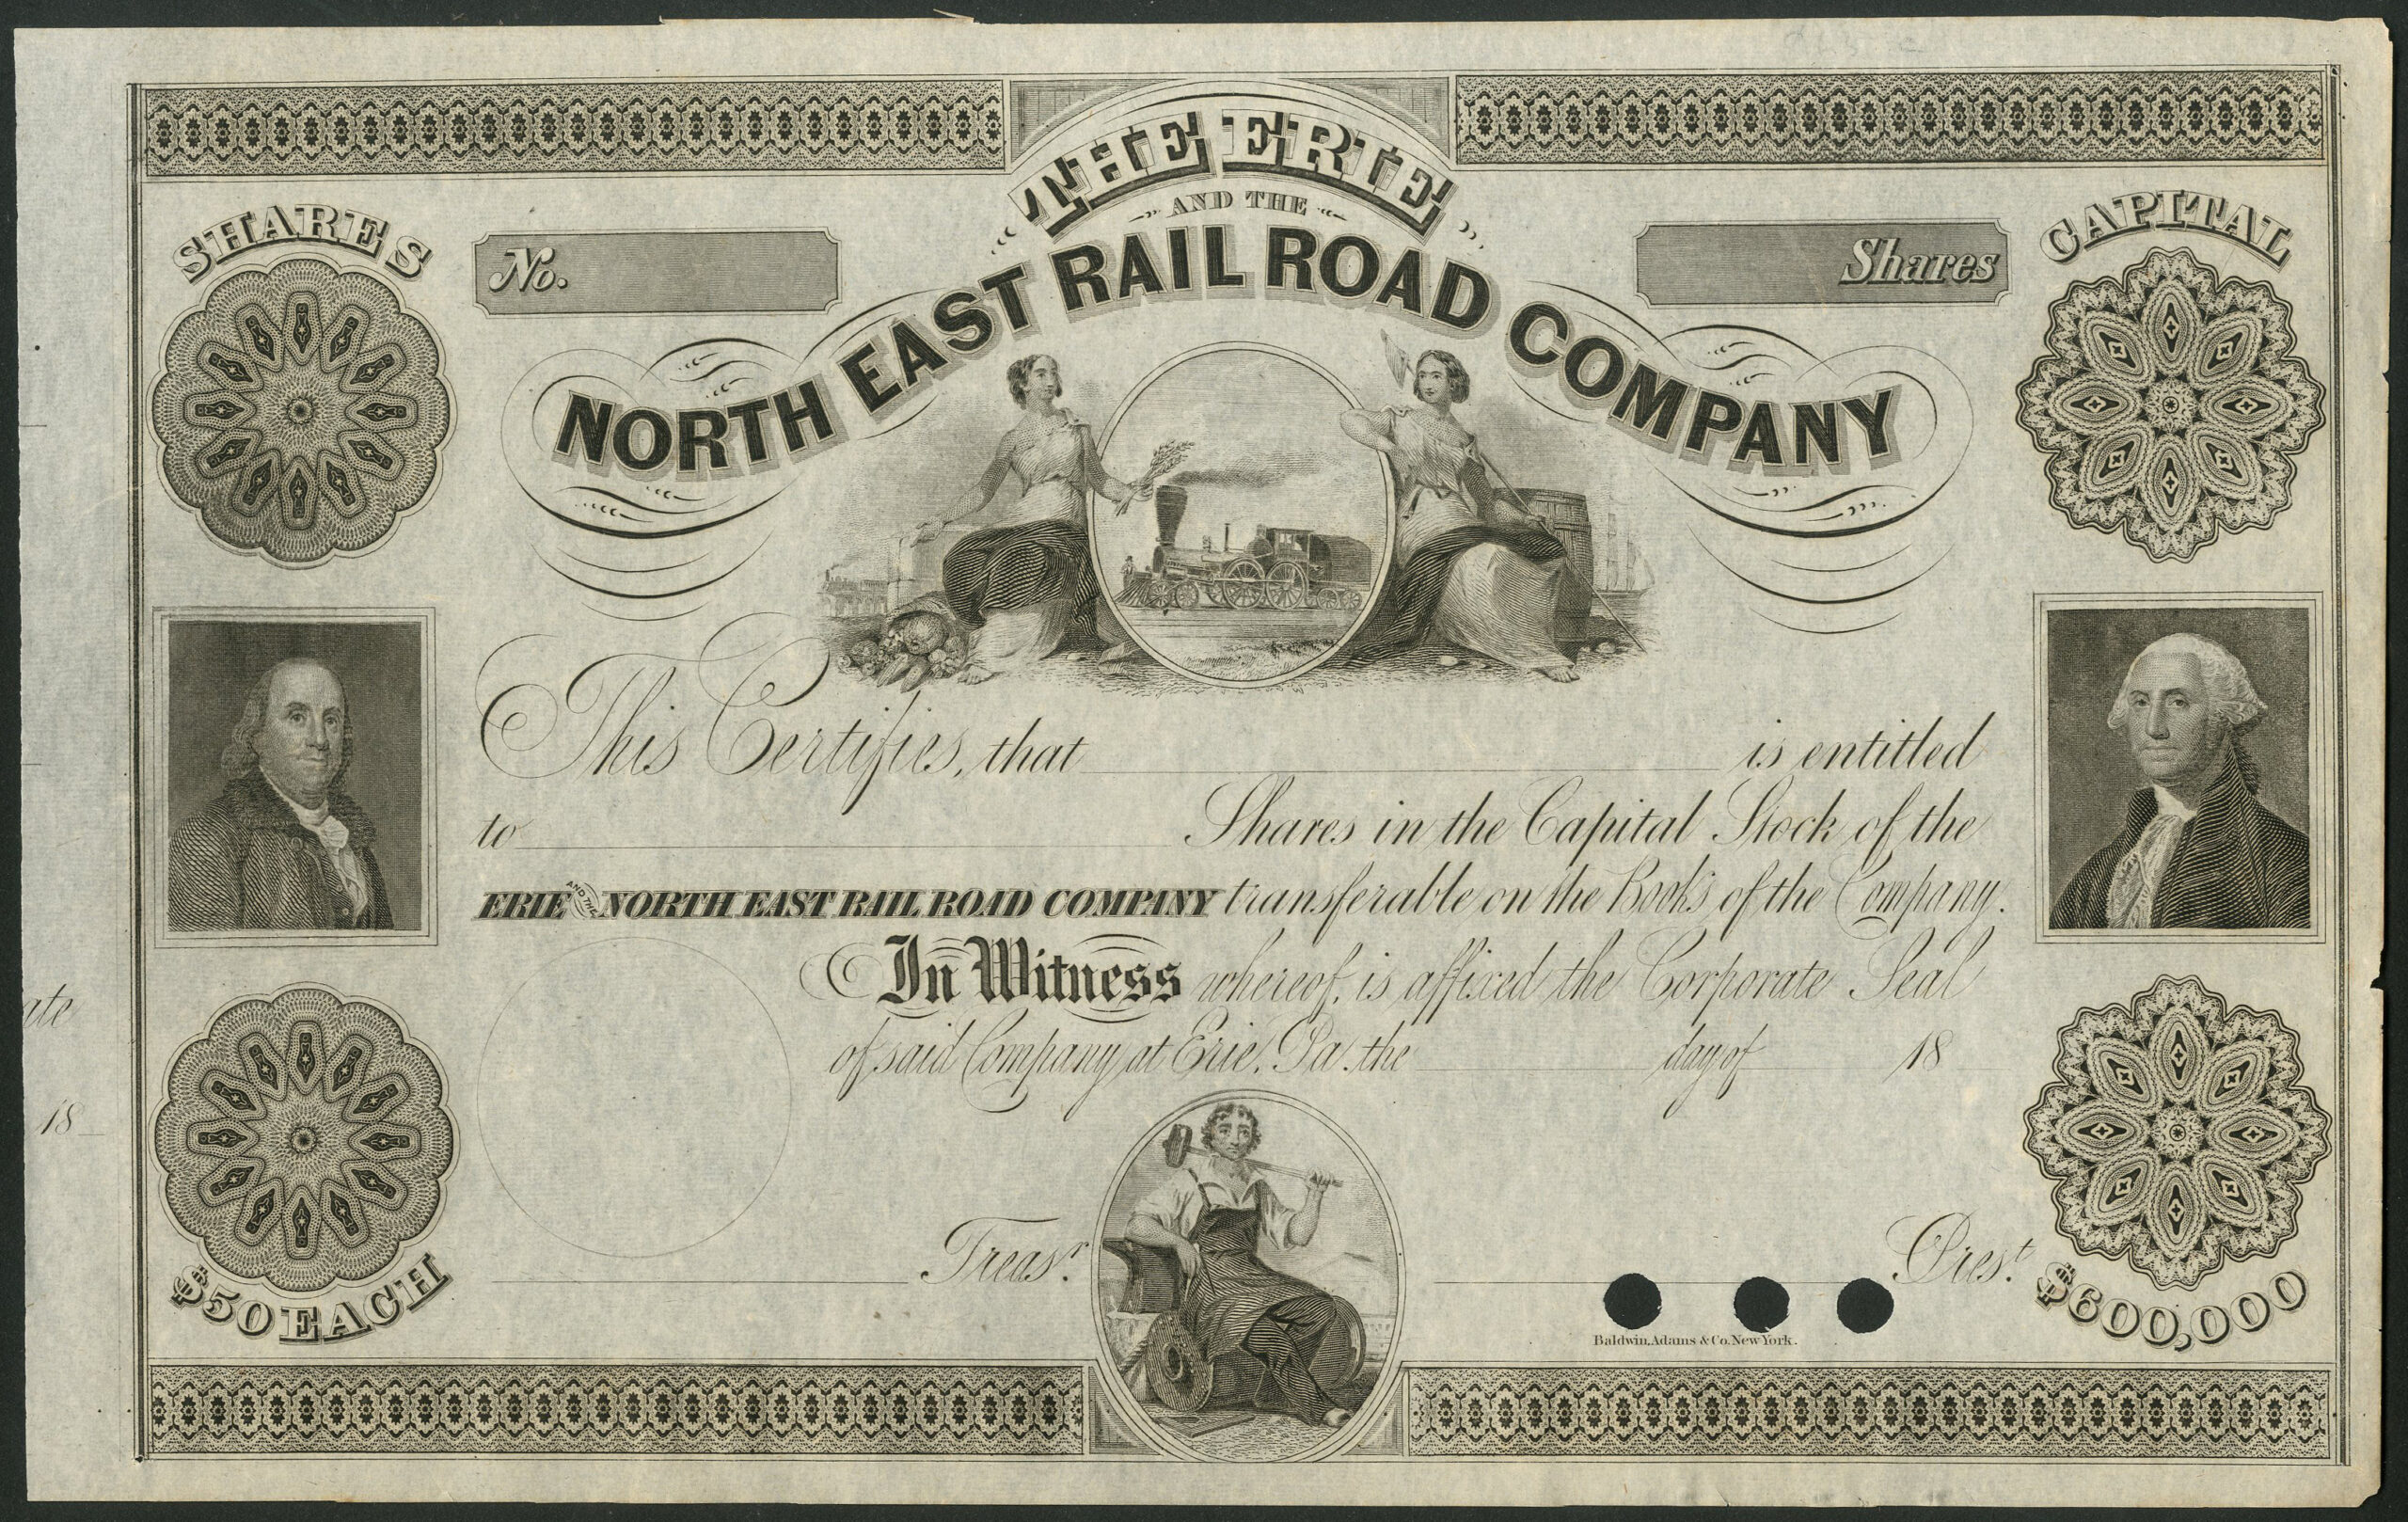 THE ERIE
AND THE
NORTH EAST RAIL ROAD COMPANY
SHARES
No.
Shares
CAPITAL
This Certifies, that is entitled
to Shares in the Capital Stock of the
ERIE AND THE NORTH EAST RAIL ROAD COMPANY transferable on the Books of the Company.
In Witness whereof, is affixed the Corporate Seal
of said Company at Erie, Pa. the day of 18
ate
18
Treasr.
Prest.
$50 EACH
$600,000
Baldwin, Adams & Co. New York.